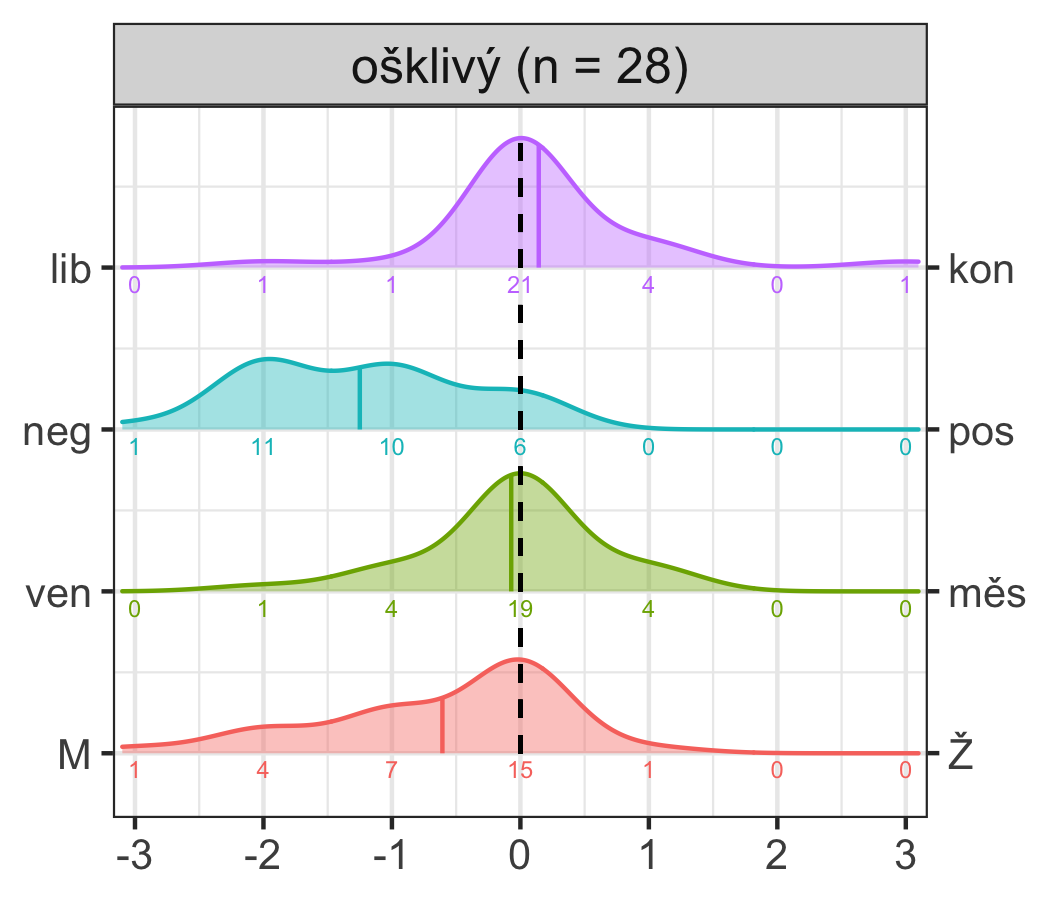 ošklivý (n = 28)
lib kon
0 1 1 21 4 0 1
neg pos
1 11 10 6 0 0 0
ven měs
0 1 4 19 4 0 0
M Ž
1 4 7 15 1 0 0
-3 -2 -1 0 1 2 3